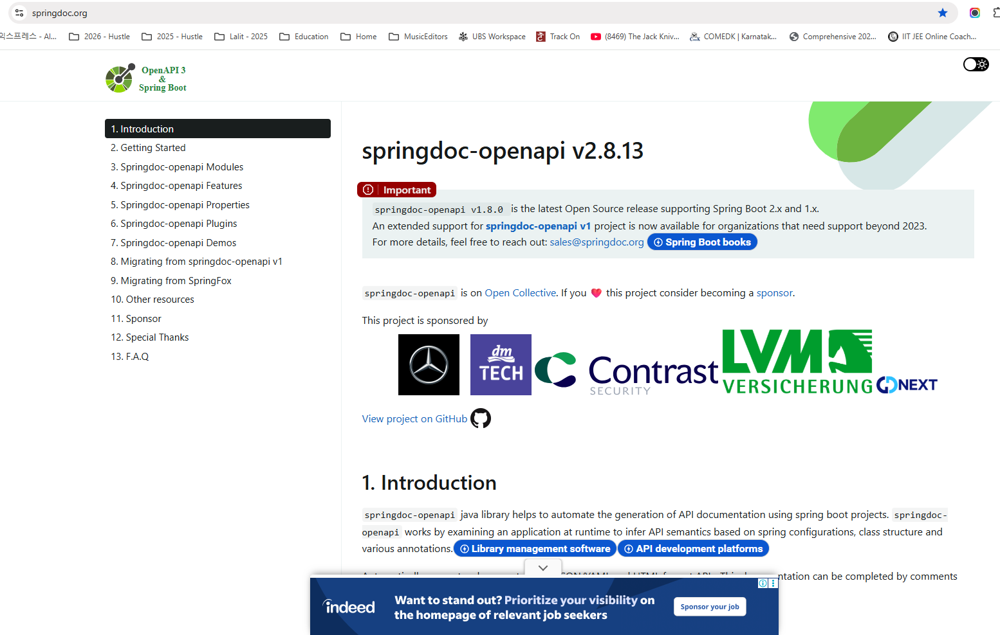 springdoc.org
익스프레스 - Al...
2026 - Hustle
2025 - Hustle
Lalit - 2025
Education
Home
MusicEditors
UBS Workspace
Track On
(8469) The Jack Kniv...
COMEDK | Karnatak...
Comprehensive 202...
IIT JEE Online Coach...
OpenAPI 3
&
Spring Boot
1. Introduction
2. Getting Started
3. Springdoc-openapi Modules
4. Springdoc-openapi Features
5. Springdoc-openapi Properties
6. Springdoc-openapi Plugins
7. Springdoc-openapi Demos
8. Migrating from springdoc-openapi v1
9. Migrating from SpringFox
10. Other resources
11. Sponsor
12. Special Thanks
13. F.A.Q
springdoc-openapi v2.8.13
Important
springdoc-openapi v1.8.0 is the latest Open Source release supporting Spring Boot 2.x and 1.x.
An extended support for springdoc-openapi v1 project is now available for organizations that need support beyond 2023.
For more details, feel free to reach out: sales@springdoc.org Spring Boot books
springdoc-openapi is on Open Collective. If you ❤ this project consider becoming a sponsor.
This project is sponsored by
dm
TECH
Contrast
SECURITY
LVM
VERSICHERUNG
GDNEXT
View project on GitHub
1. Introduction
springdoc-openapi java library helps to automate the generation of API documentation using spring boot projects. springdoc-
openapi works by examining an application at runtime to infer API semantics based on spring configurations, class structure and
various annotations. Library management software API development platforms
ntation can be completed by comments
indeed
Want to stand out? Prioritize your visibility on
the homepage of relevant job seekers
Sponsor your job